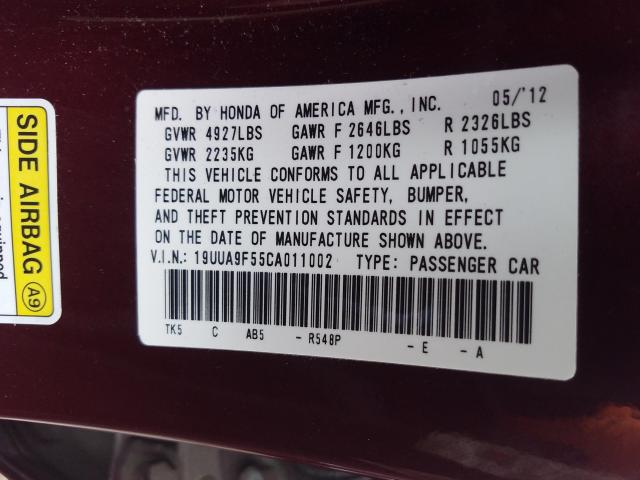 MFD. BY HONDA OF AMERICA MFG., INC. 05/'12
GVWR 4927LBS GAWR F 2646LBS R 2326LBS
GVWR 2235KG GAWR F 1200KG R 1055KG
THIS VEHICLE CONFORMS TO ALL APPLICABLE
FEDERAL MOTOR VEHICLE SAFETY, BUMPER,
AND THEFT PREVENTION STANDARDS IN EFFECT
ON THE DATE OF MANUFACTURE SHOWN ABOVE.
V.I.N.: 19UUA9F55CA011002 TYPE: PASSENGER CAR
TK5 C AB5 - R548P - E - A
SIDE AIRBAG A9
equipped